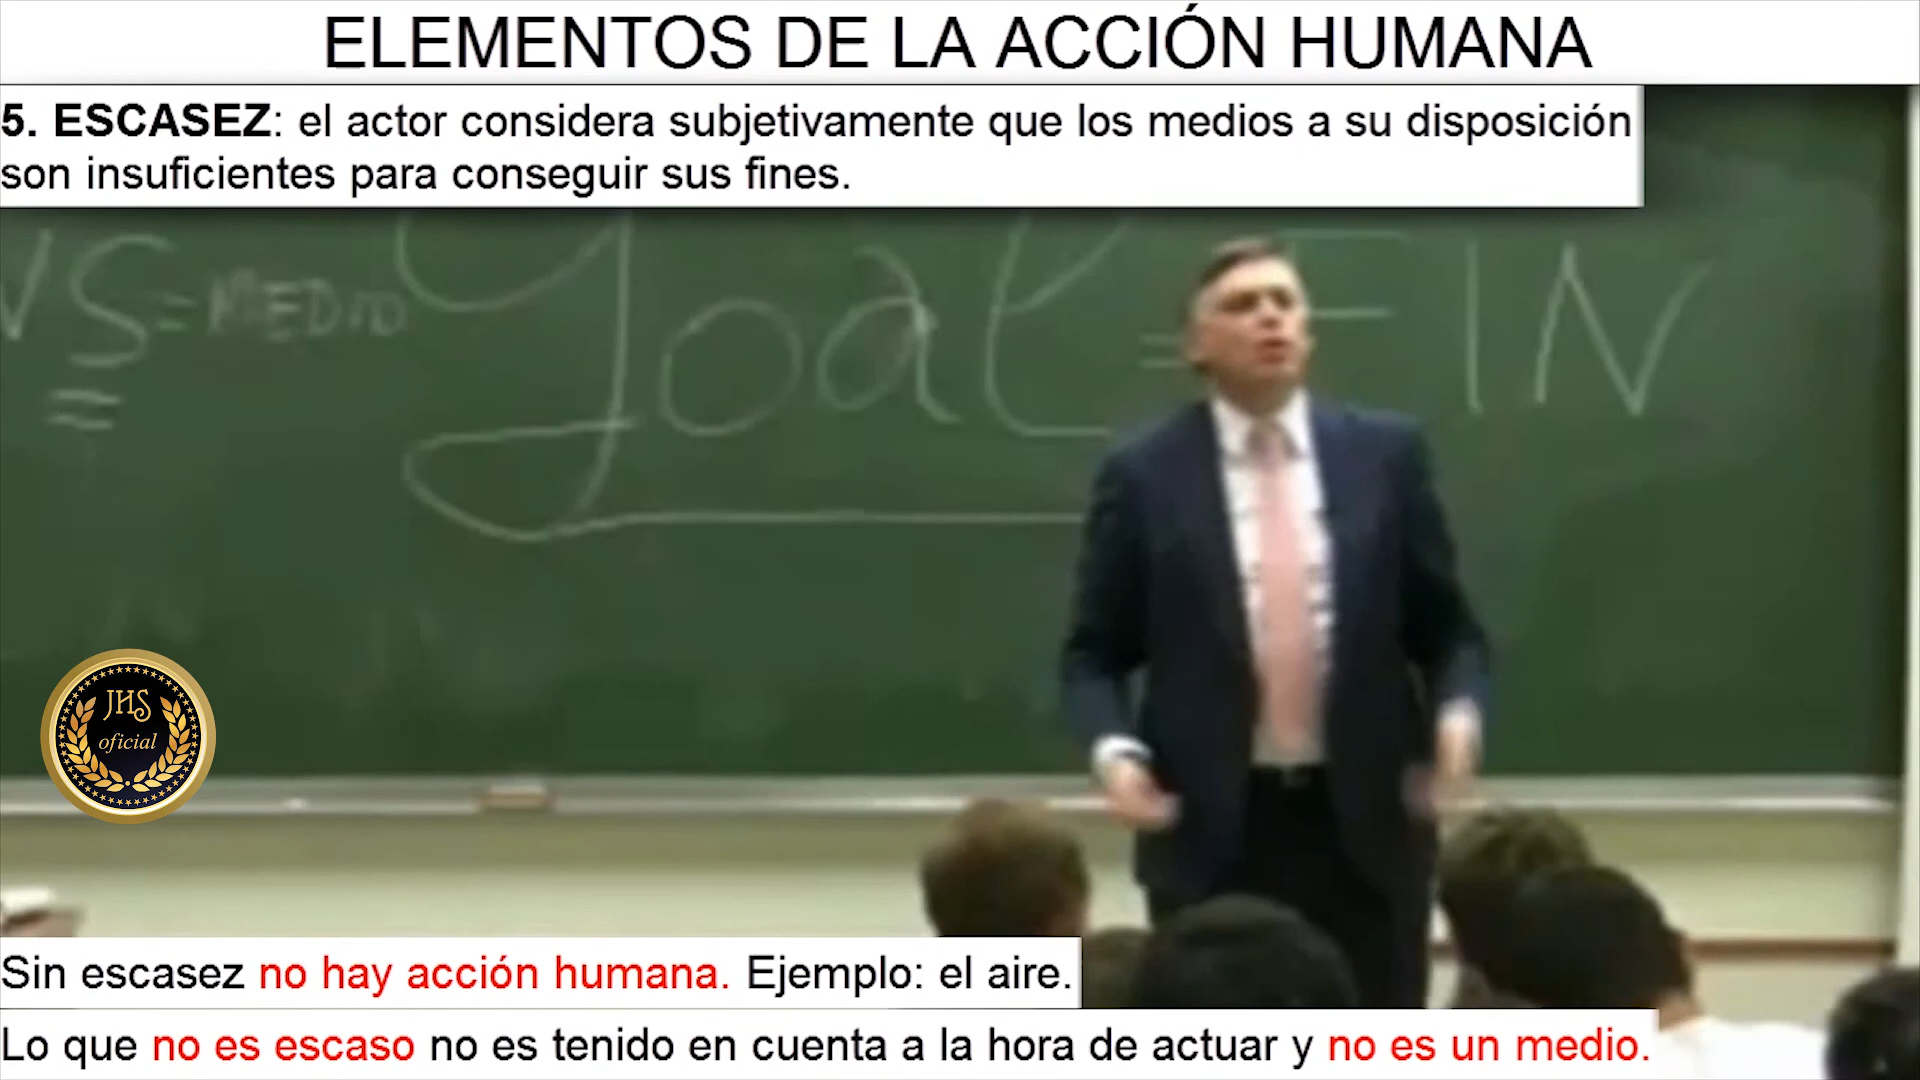 ELEMENTOS DE LA ACCIÓN HUMANA
5. ESCASEZ: el actor considera subjetivamente que los medios a su disposición
son insuficientes para conseguir sus fines.
S = MEDIO goal = FIN
JHS
oficial
Sin escasez no hay acción humana. Ejemplo: el aire.
Lo que no es escaso no es tenido en cuenta a la hora de actuar y no es un medio.